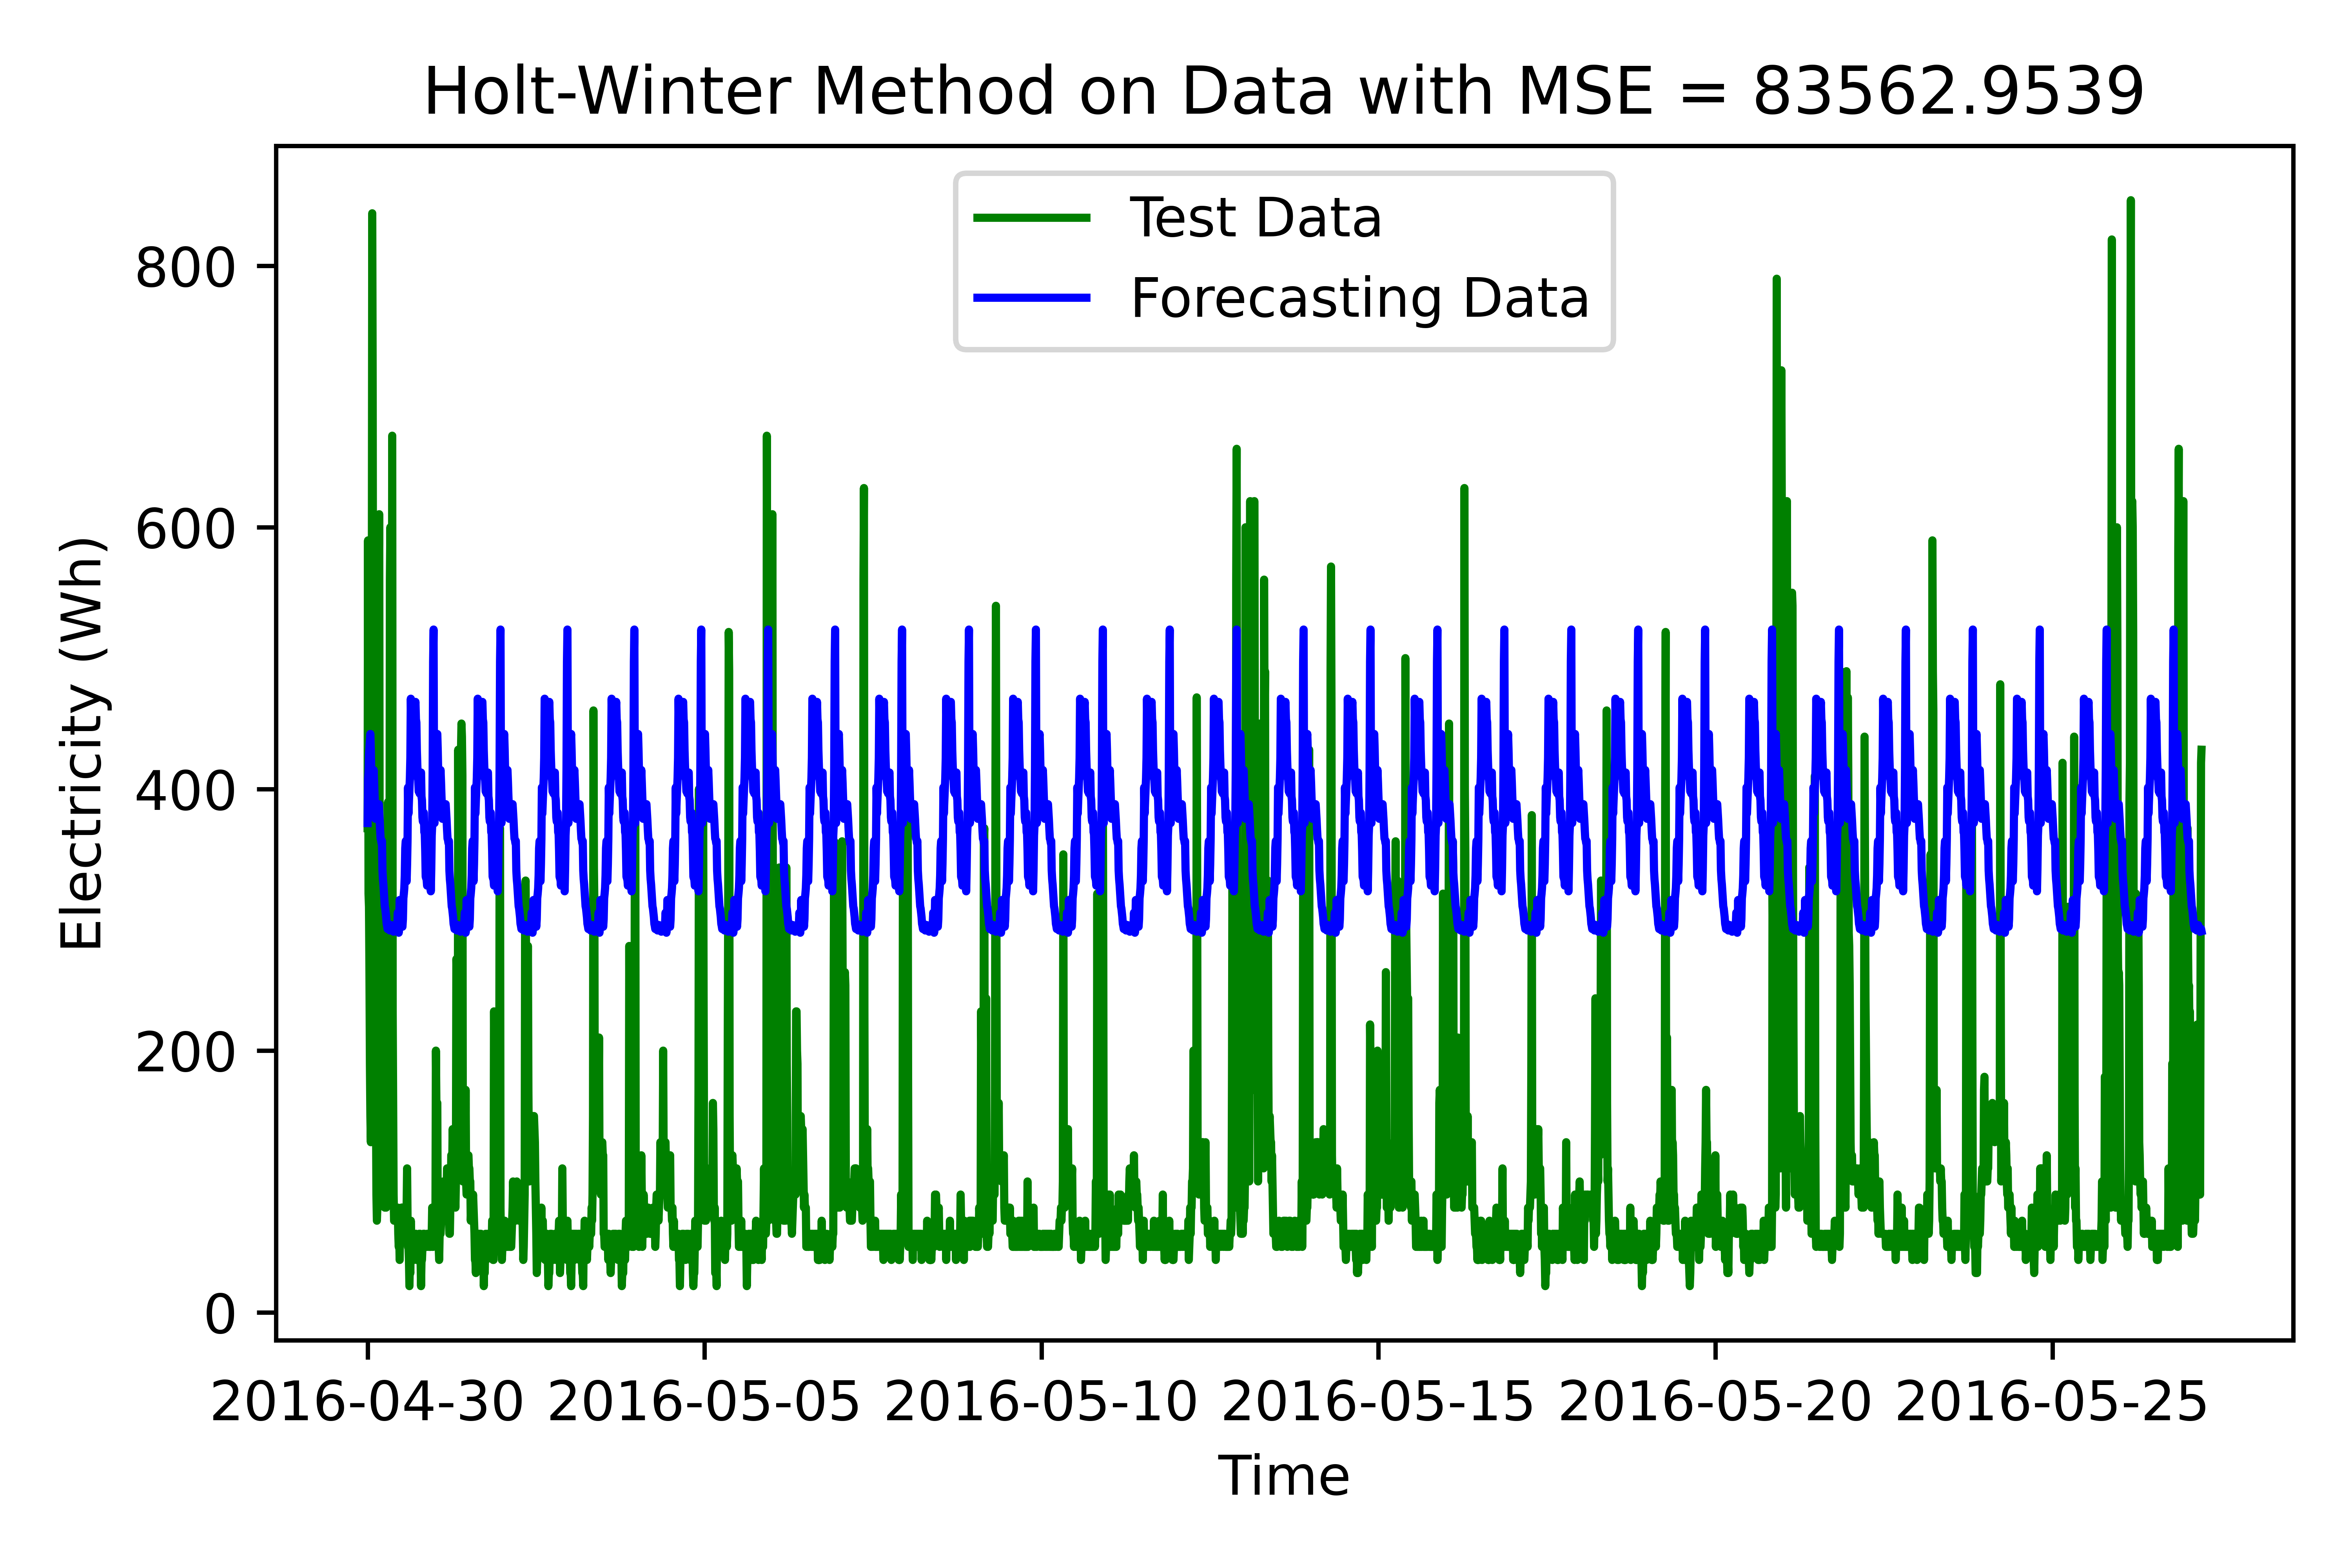 Holt-Winter Method on Data with MSE = 83562.9539
Test Data
Forecasting Data
Electricity (Wh)
800
600
400
200
0
2016-04-30 2016-05-05 2016-05-10 2016-05-15 2016-05-20 2016-05-25
Time